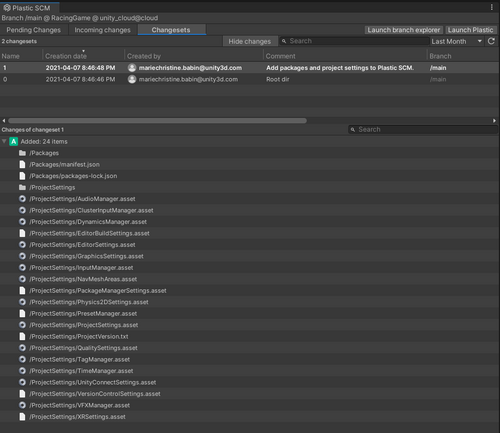 Plastic SCM
Branch /main @ RacingGame @ unity_cloud@cloud
Pending Changes Incoming changes Changesets Launch branch explorer Launch Plastic
2 changesets Hide changes Search Last Month
Name Creation date Created by Comment Branch
1 2021-04-07 8:46:48 PM mariechristine.babin@unity3d.com Add packages and project settings to Plastic SCM. /main
0 2021-04-07 8:46:46 PM mariechristine.babin@unity3d.com Root dir /main
Changes of changeset 1 Search
A Added: 24 items
/Packages
/Packages/manifest.json
/Packages/packages-lock.json
/ProjectSettings
/ProjectSettings/AudioManager.asset
/ProjectSettings/ClusterInputManager.asset
/ProjectSettings/DynamicsManager.asset
/ProjectSettings/EditorBuildSettings.asset
/ProjectSettings/EditorSettings.asset
/ProjectSettings/GraphicsSettings.asset
/ProjectSettings/InputManager.asset
/ProjectSettings/NavMeshAreas.asset
/ProjectSettings/PackageManagerSettings.asset
/ProjectSettings/Physics2DSettings.asset
/ProjectSettings/PresetManager.asset
/ProjectSettings/ProjectSettings.asset
/ProjectSettings/ProjectVersion.txt
/ProjectSettings/QualitySettings.asset
/ProjectSettings/TagManager.asset
/ProjectSettings/TimeManager.asset
/ProjectSettings/UnityConnectSettings.asset
/ProjectSettings/VersionControlSettings.asset
/ProjectSettings/VFXManager.asset
/ProjectSettings/XRSettings.asset